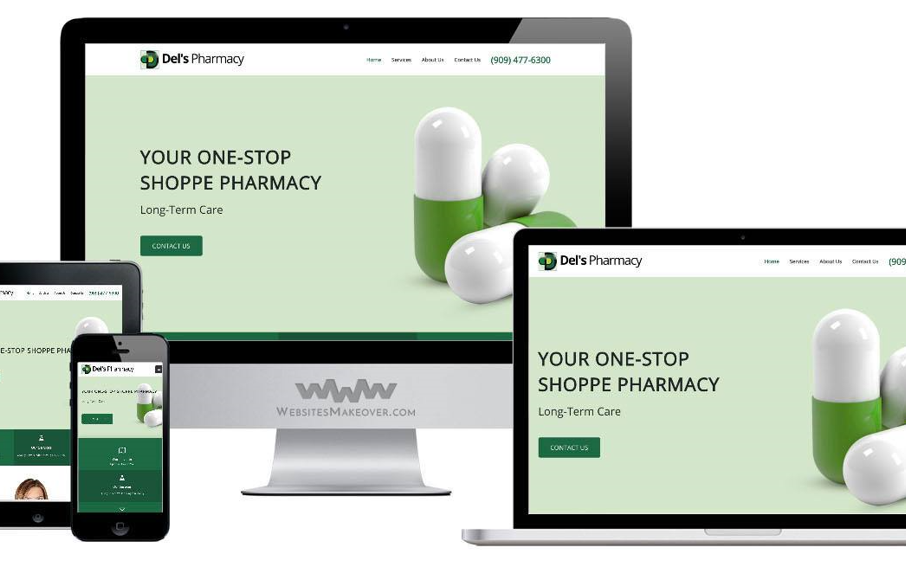 Del's Pharmacy
Home Services About Us Contact Us (909) 477-6300
YOUR ONE-STOP
SHOPPE PHARMACY
Long-Term Care
CONTACT US
WebsitesMakeover.com
Del's Pharmacy
Home Services About Us Contact Us (909
YOUR ONE-STOP
SHOPPE PHARMACY
Long-Term Care
CONTACT US
E-STOP SHOPPE PHA
Del's Pharmacy